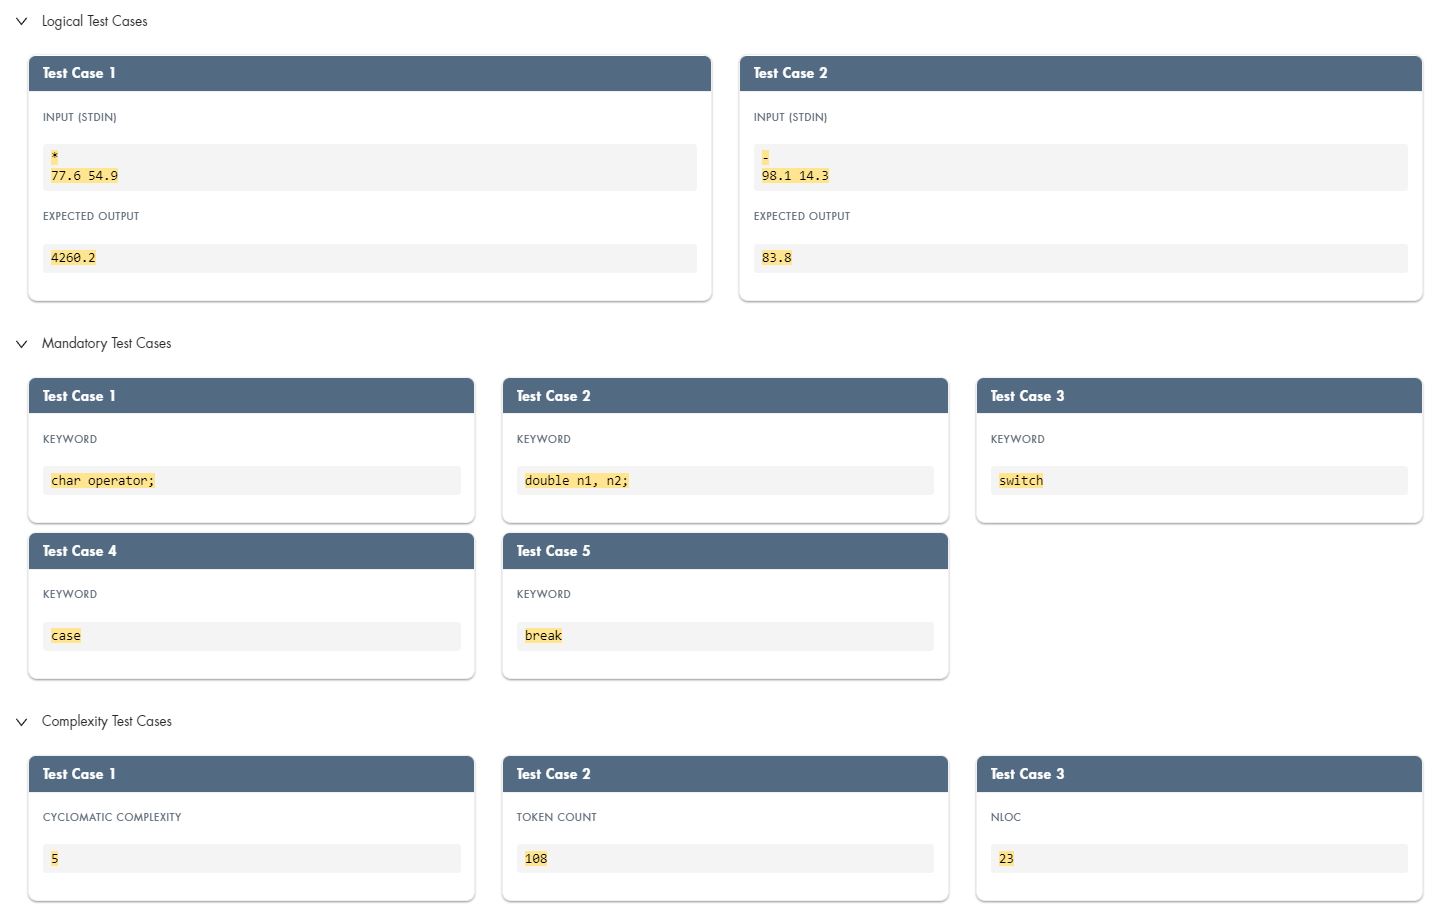 Logical Test Cases
Test Case 1
INPUT (STDIN)
*
77.6 54.9
EXPECTED OUTPUT
4260.2
Test Case 2
INPUT (STDIN)
-
98.1 14.3
EXPECTED OUTPUT
83.8
Mandatory Test Cases
Test Case 1
KEYWORD
char operator;
Test Case 2
KEYWORD
double n1, n2;
Test Case 3
KEYWORD
switch
Test Case 4
KEYWORD
case
Test Case 5
KEYWORD
break
Complexity Test Cases
Test Case 1
CYCLOMATIC COMPLEXITY
5
Test Case 2
TOKEN COUNT
108
Test Case 3
NLOC
23